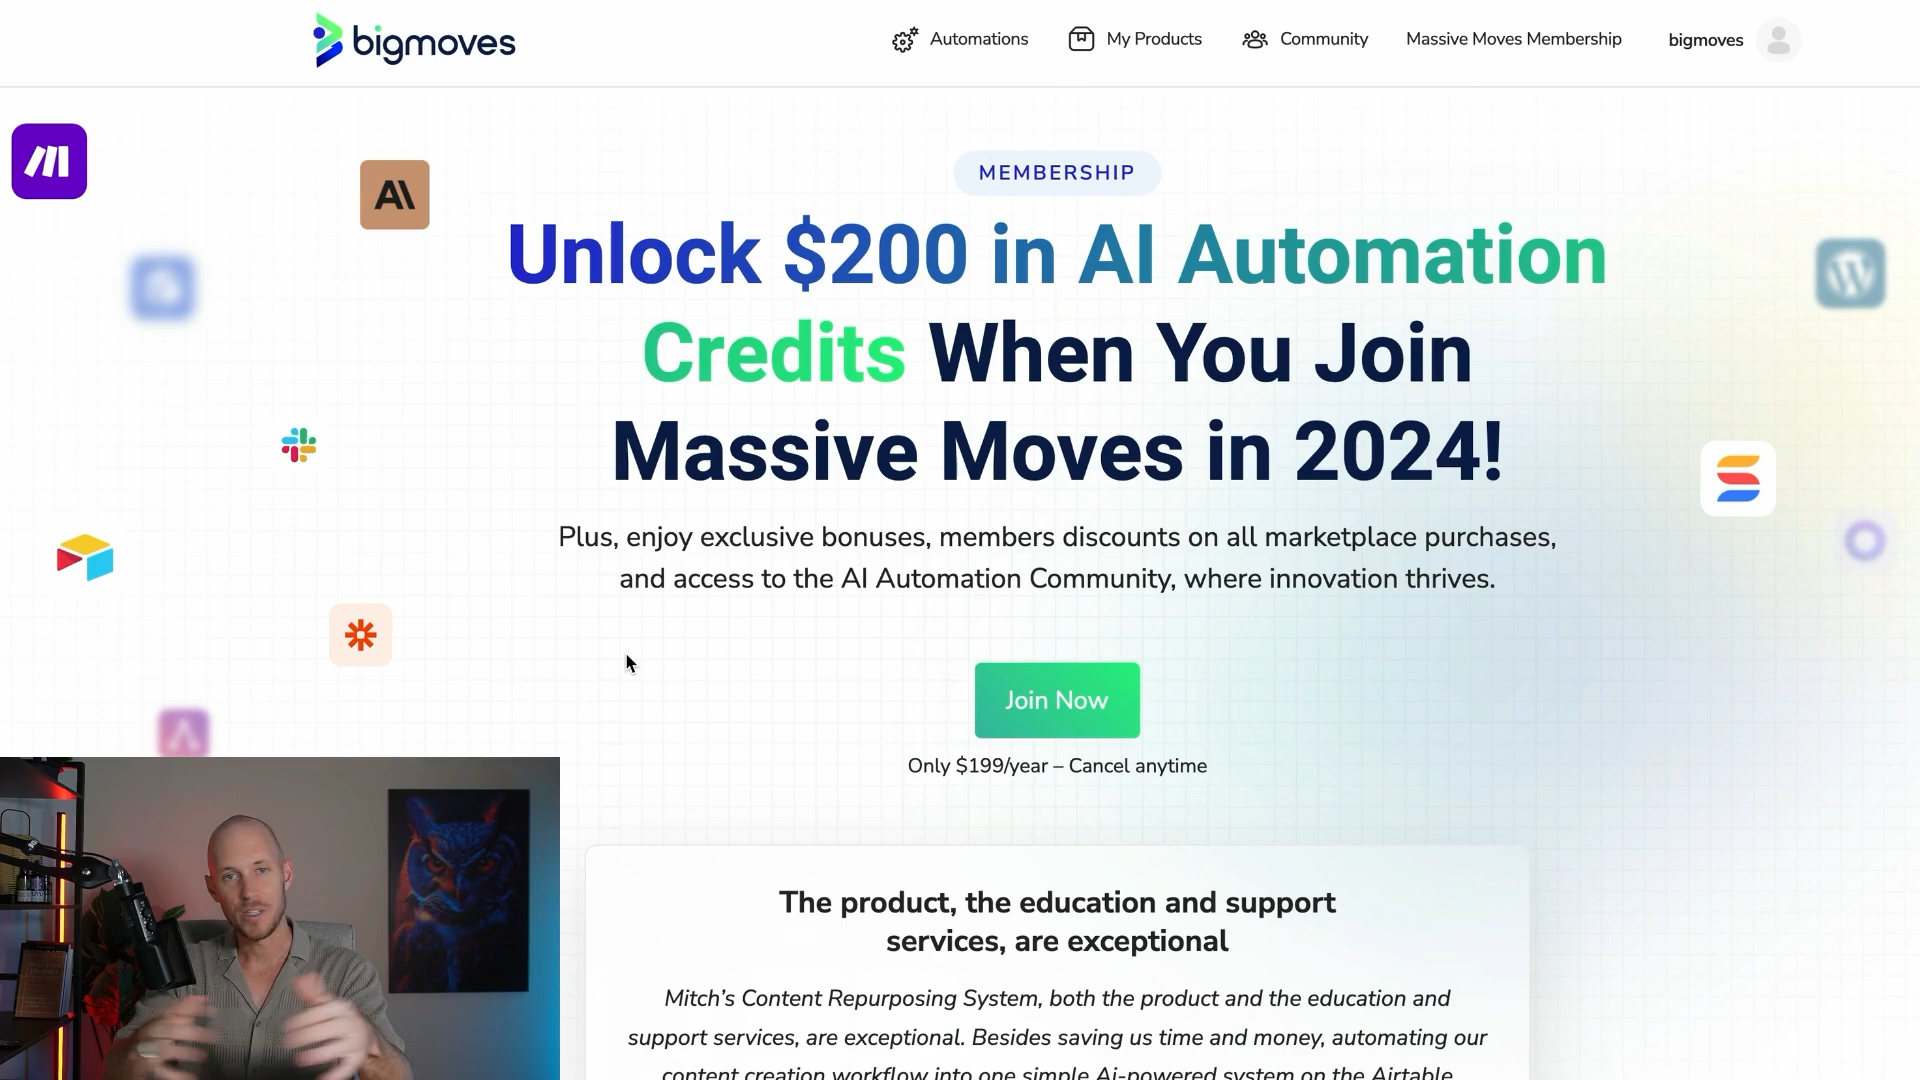 bigmoves
Automations
My Products
Community
Massive Moves Membership
bigmoves
MEMBERSHIP
Unlock $200 in AI Automation
Credits When You Join
Massive Moves in 2024!
Plus, enjoy exclusive bonuses, members discounts on all marketplace purchases,
and access to the AI Automation Community, where innovation thrives.
Join Now
Only $199/year – Cancel anytime
The product, the education and support
services, are exceptional
Mitch’s Content Repurposing System, both the product and the education and
support services, are exceptional. Besides saving us time and money, automating our
content creation workflow into one simple Ai-powered system on the Airtable